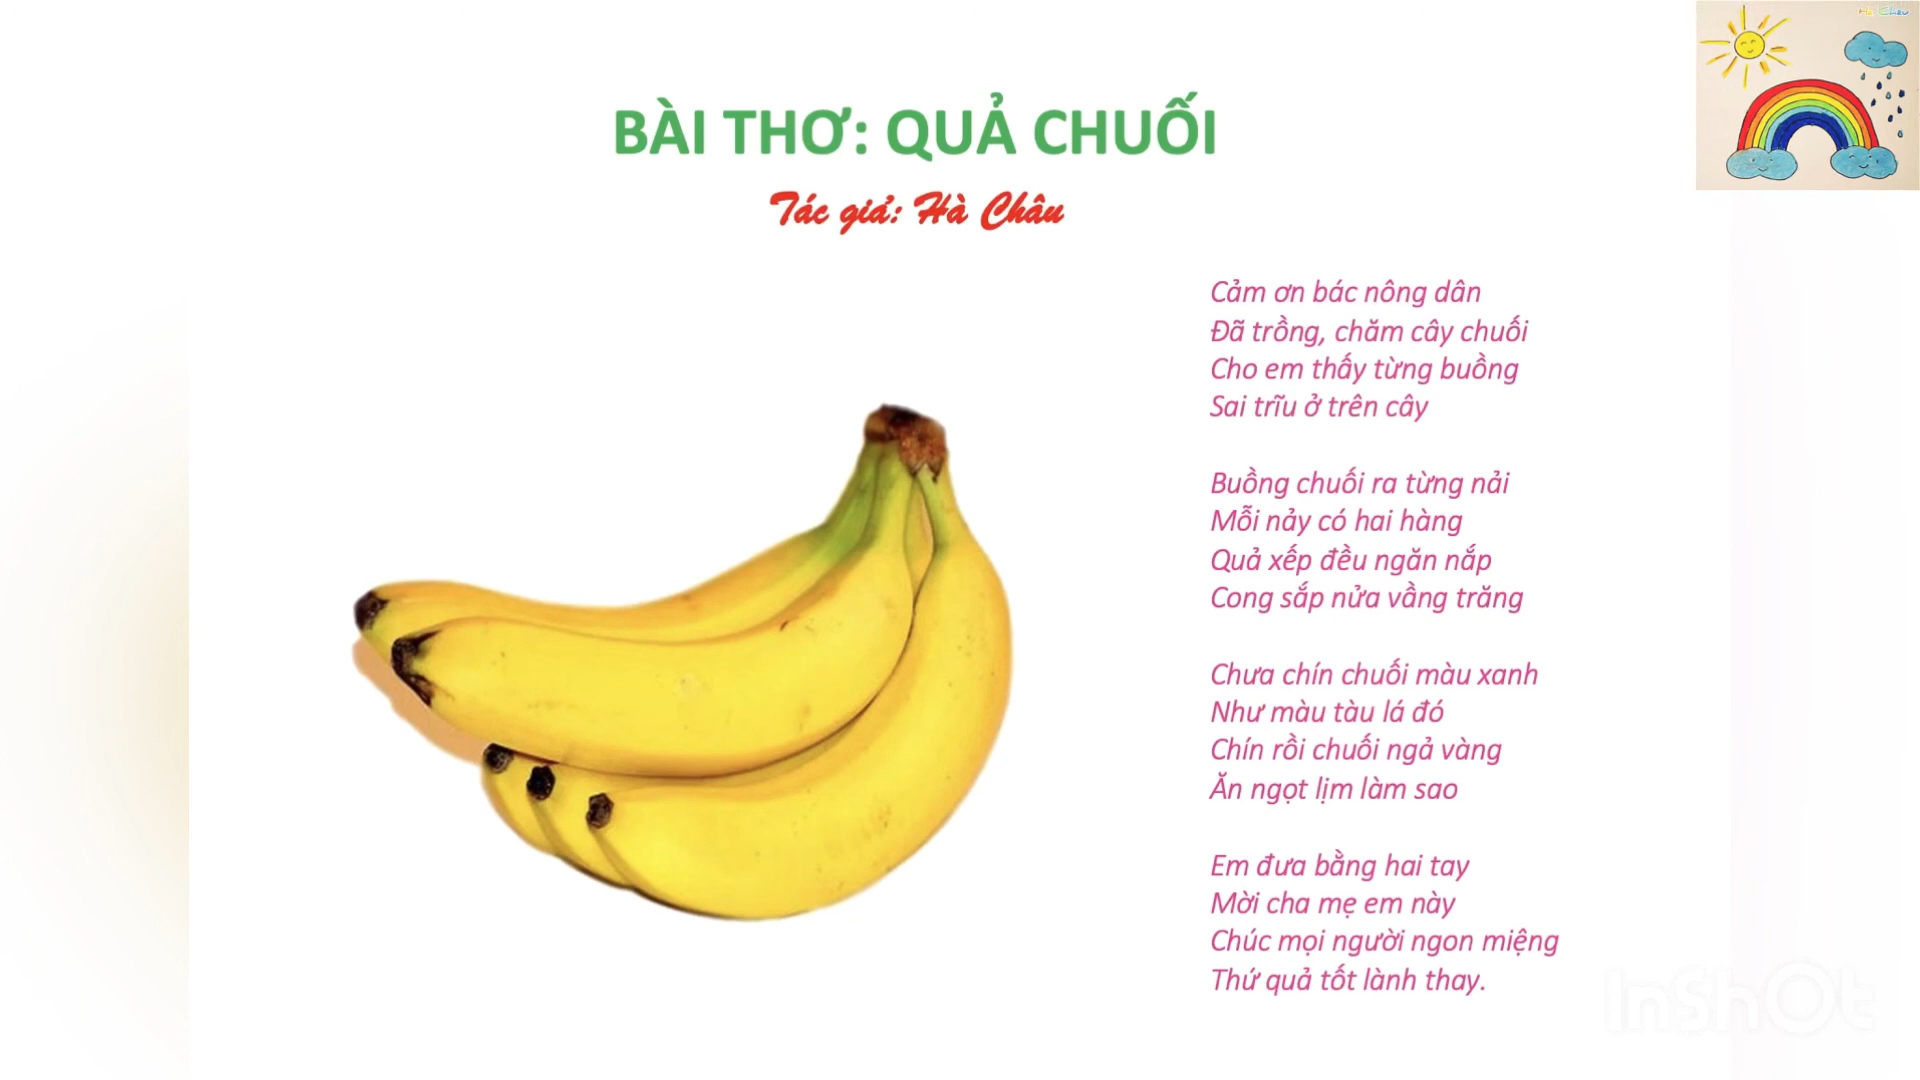 Hà Châu
BÀI THƠ: QUẢ CHUỐI
Tác giả: Hà Châu
Cảm ơn bác nông dân
Đã trồng, chăm cây chuối
Cho em thấy từng buồng
Sai trĩu ở trên cây
Buồng chuối ra từng nải
Mỗi nảy có hai hàng
Quả xếp đều ngăn nắp
Cong sắp nửa vầng trăng
Chưa chín chuối màu xanh
Như màu tàu lá đó
Chín rồi chuối ngả vàng
Ăn ngọt lịm làm sao
Em đưa bằng hai tay
Mời cha mẹ em này
Chúc mọi người ngon miệng
Thứ quả tốt lành thay.
InShOt